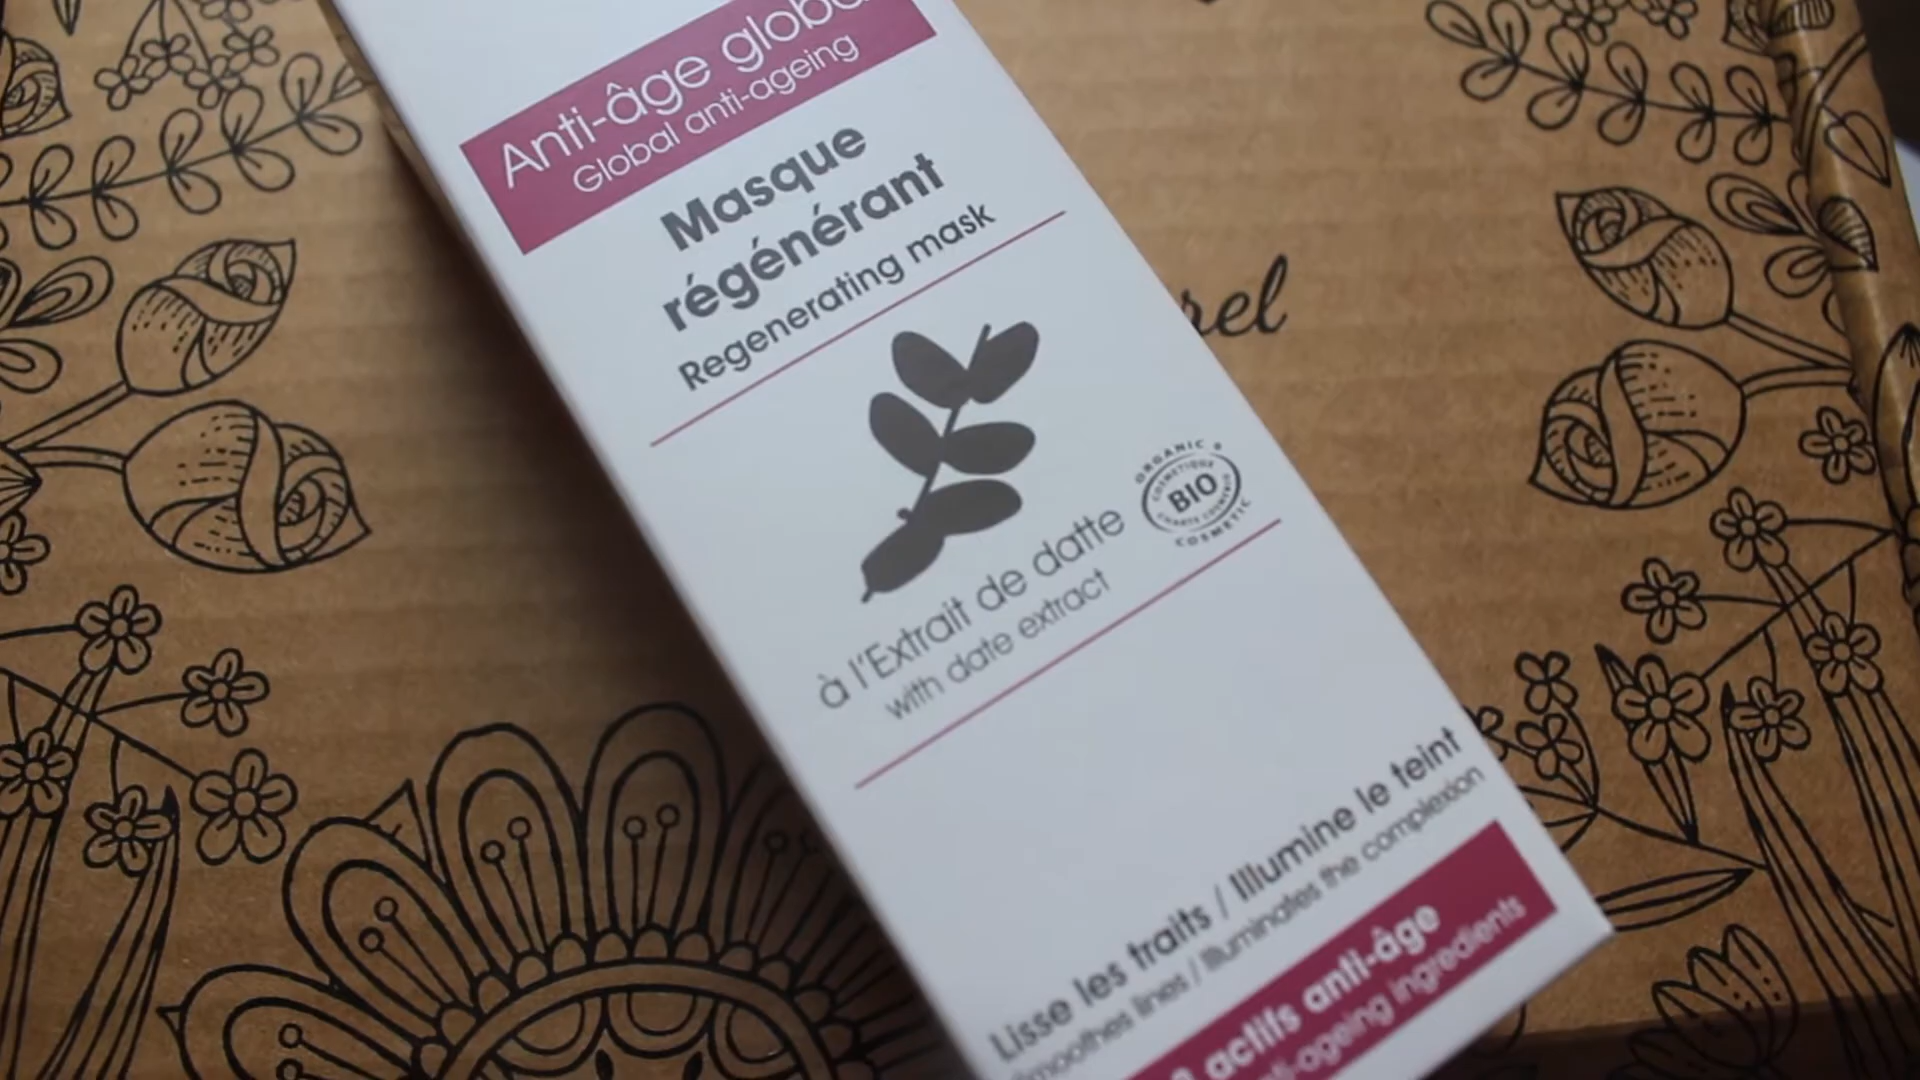 Anti-âge global
Global anti-ageing
Masque
régénérant
Regenerating mask
ORGANIC
COSMETIQUE
BIO
COSMETIC
à l'Extrait de datte
with date extract
Lisse les traits / Illumine le teint
smoothes lines / Illuminates the complexion
actifs anti-âge
anti-ageing ingredients